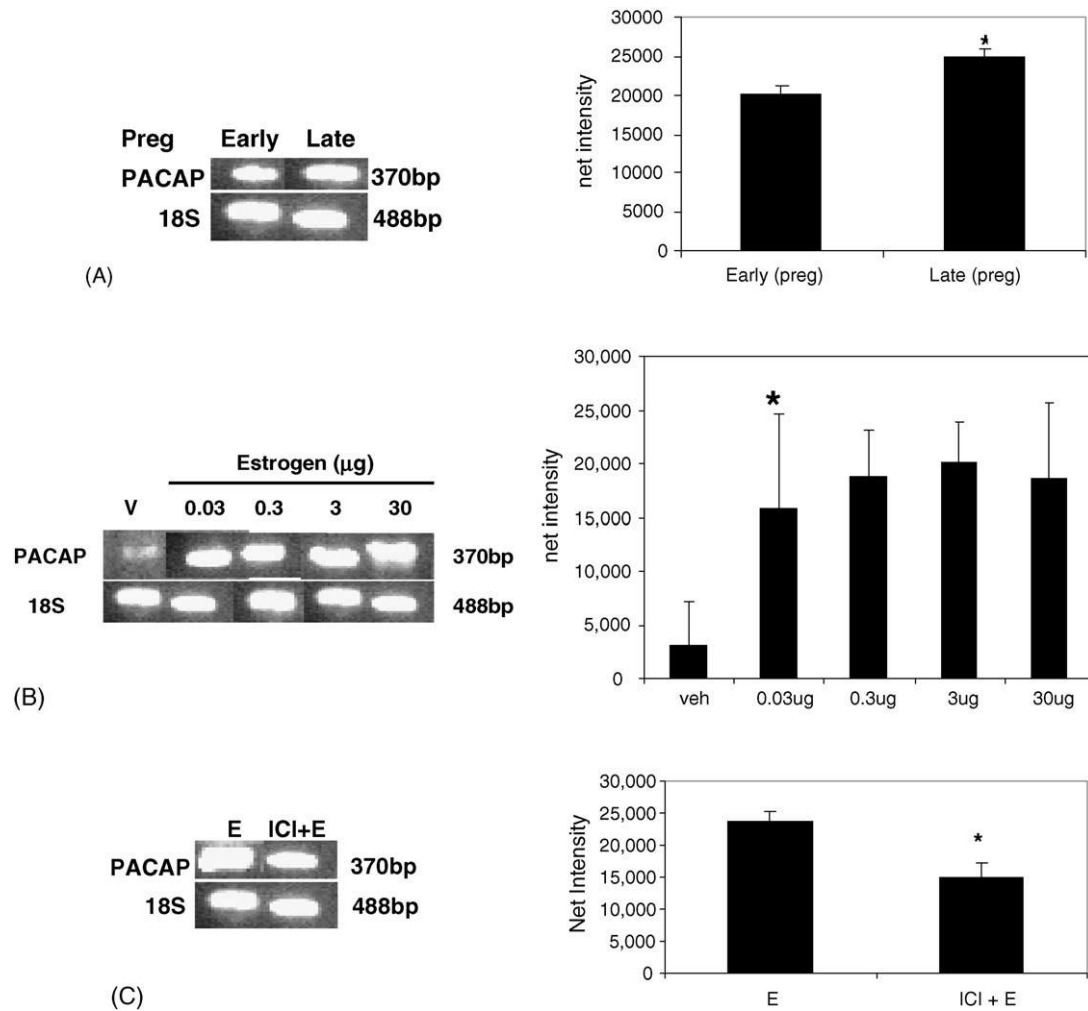 Preg Early Late
PACAP 370bp
18S 488bp
(A)
net intensity
30000
25000
20000
15000
10000
5000
0
*
Early (preg) Late (preg)
Estrogen (μg)
V 0.03 0.3 3 30
PACAP 370bp
18S 488bp
(B)
net intensity
30,000
25,000
20,000
15,000
10,000
5,000
0
*
veh 0.03ug 0.3ug 3ug 30ug
E ICI+E
PACAP 370bp
18S 488bp
(C)
Net Intensity
30,000
25,000
20,000
15,000
10,000
5,000
0
*
E ICI + E